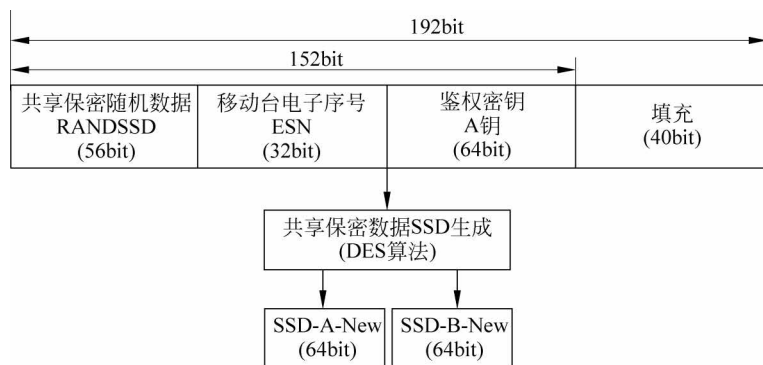 192bit
152bit
共享保密随机数据
RANDSSD
(56bit)
移动台电子序号
ESN
(32bit)
鉴权密钥
A钥
(64bit)
填充
(40bit)
共享保密数据SSD生成
(DES算法)
SSD-A-New
(64bit)
SSD-B-New
(64bit)